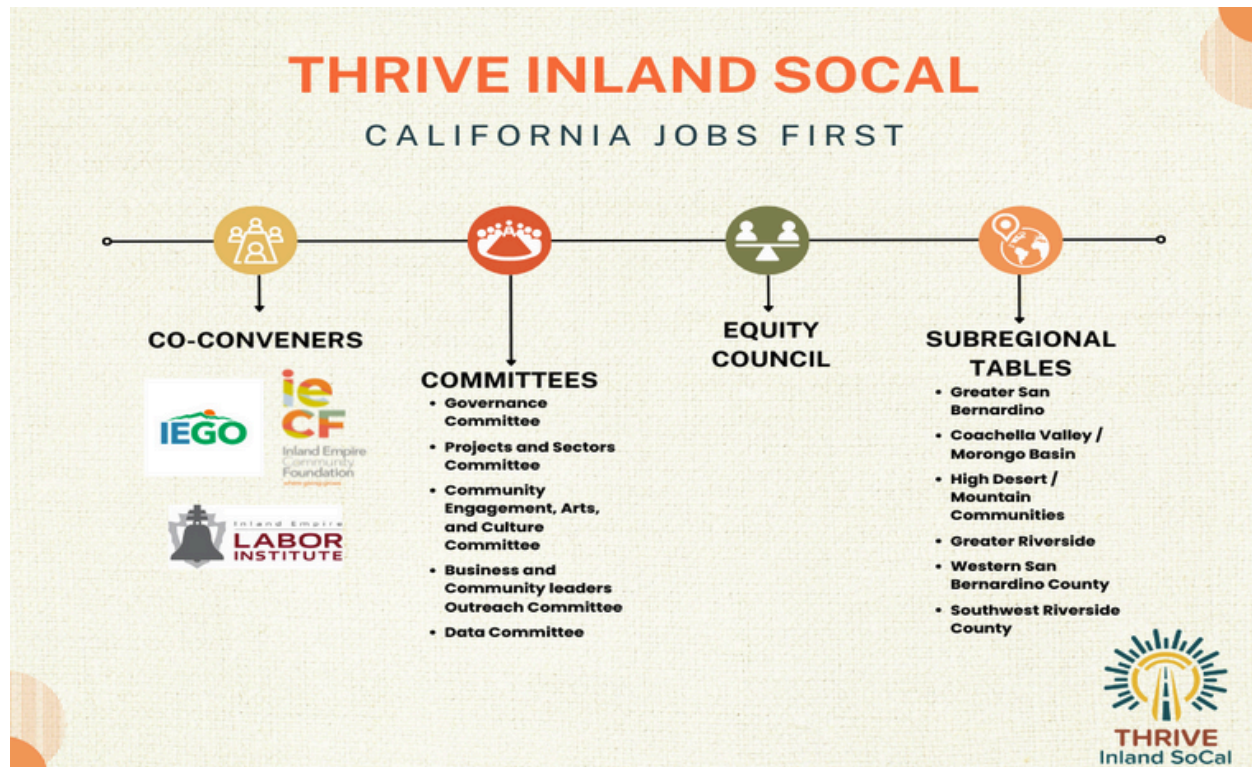 THRIVE INLAND SOCAL
CALIFORNIA JOBS FIRST
CO-CONVENERS
IEGO
ie
CF
Inland Empire
Community
Foundation
Inland Empire
LABOR
INSTITUTE
COMMITTEES
• Governance
Committee
• Projects and Sectors
Committee
• Community
Engagement, Arts,
and Culture
Committee
• Business and
Community leaders
Outreach Committee
• Data Committee
EQUITY
COUNCIL
SUBREGIONAL
TABLES
• Greater San
Bernardino
• Coachella Valley /
Morongo Basin
• High Desert /
Mountain
Communities
• Greater Riverside
• Western San
Bernardino County
• Southwest Riverside
County
THRIVE
Inland SoCal